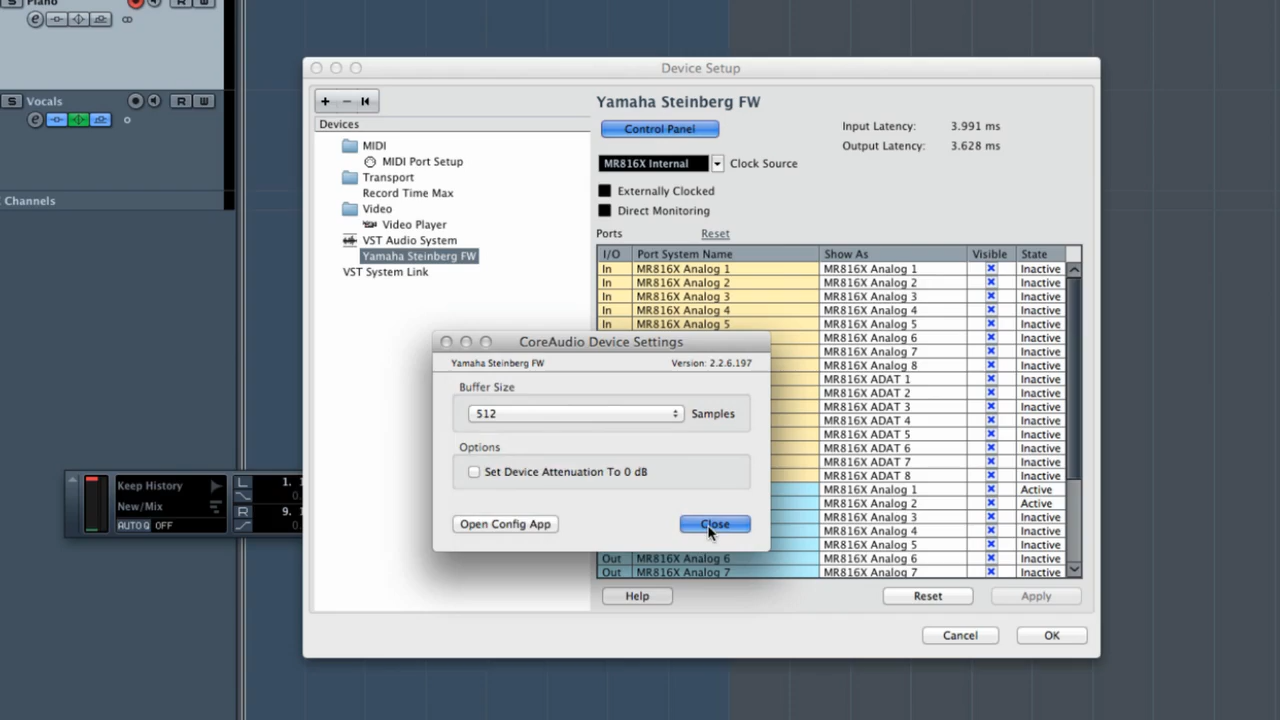 Piano
R W
e
S Vocals R W
e
Channels
Device Setup
Devices
MIDI
MIDI Port Setup
Transport
Record Time Max
Video
Video Player
VST Audio System
Yamaha Steinberg FW
VST System Link
Yamaha Steinberg FW
Control Panel
Input Latency: 3.991 ms
Output Latency: 3.628 ms
MR816X Internal Clock Source
Externally Clocked
Direct Monitoring
Ports Reset
I/O Port System Name Show As Visible State
In MR816X Analog 1 MR816X Analog 1 Inactive
In MR816X Analog 2 MR816X Analog 2 Inactive
In MR816X Analog 3 MR816X Analog 3 Inactive
In MR816X Analog 4 MR816X Analog 4 Inactive
In MR816X Analog 5 MR816X Analog 5 Inactive
MR816X Analog 6 Inactive
MR816X Analog 7 Inactive
MR816X Analog 8 Inactive
MR816X ADAT 1 Inactive
MR816X ADAT 2 Inactive
MR816X ADAT 3 Inactive
MR816X ADAT 4 Inactive
MR816X ADAT 5 Inactive
MR816X ADAT 6 Inactive
MR816X ADAT 7 Inactive
MR816X ADAT 8 Inactive
MR816X Analog 1 Active
MR816X Analog 2 Active
MR816X Analog 3 Inactive
MR816X Analog 4 Inactive
MR816X Analog 5 Inactive
Out MR816X Analog 6 MR816X Analog 6 Inactive
Out MR816X Analog 7 MR816X Analog 7 Inactive
Help Reset Apply
Cancel OK
CoreAudio Device Settings
Yamaha Steinberg FW Version: 2.2.6.197
Buffer Size
512 Samples
Options
Set Device Attenuation To 0 dB
Open Config App Close
Keep History L 1. 1
New/Mix
AUTO Q OFF R 9.